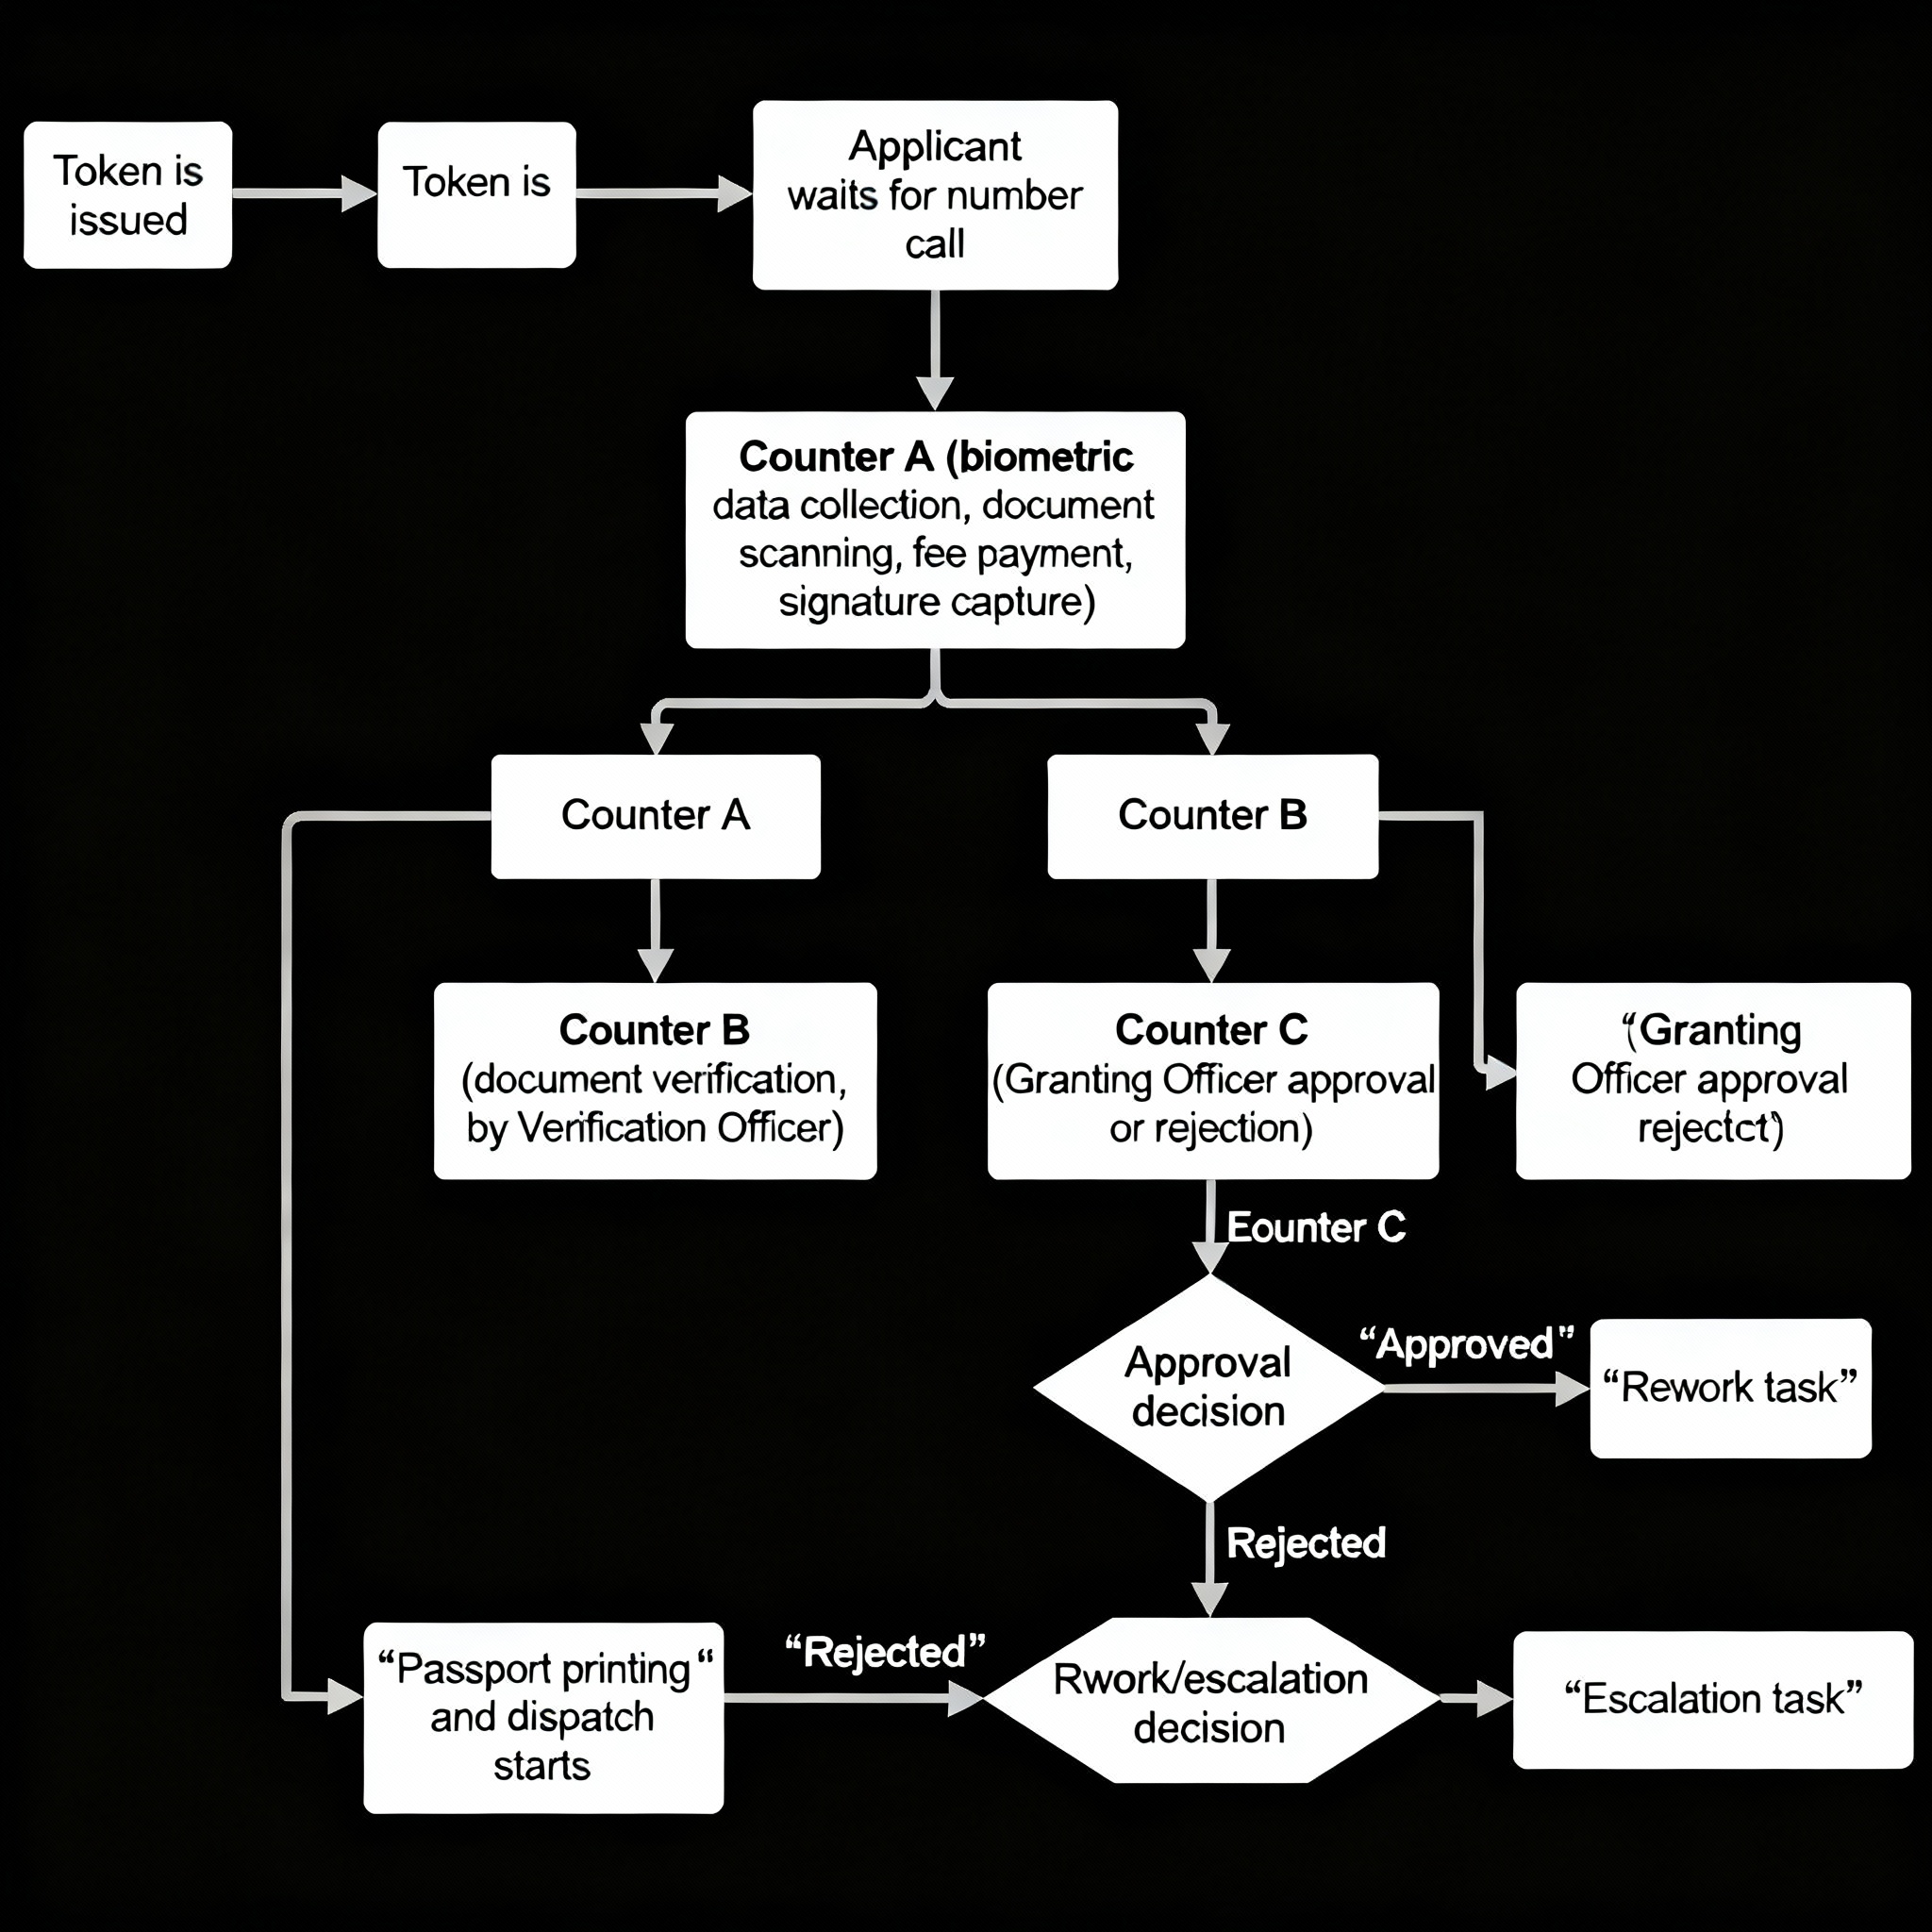 Token is
issued
Token is
Applicant
waits for number
call
Counter A (biometric
data collection, document
scanning, fee payment,
signature capture)
Counter A
Counter B
Counter B
(document verification,
by Verification Officer)
Counter C
(Granting Officer approval
or rejection)
“(Granting
Officer approval
rejectct’)
Eounter C
Approval
decision
“Approved”
“Rework task”
Rejected
“Passport printing“
and dispatch
starts
“Rejected”
Rwork/escalation
decision
“Escalation task”